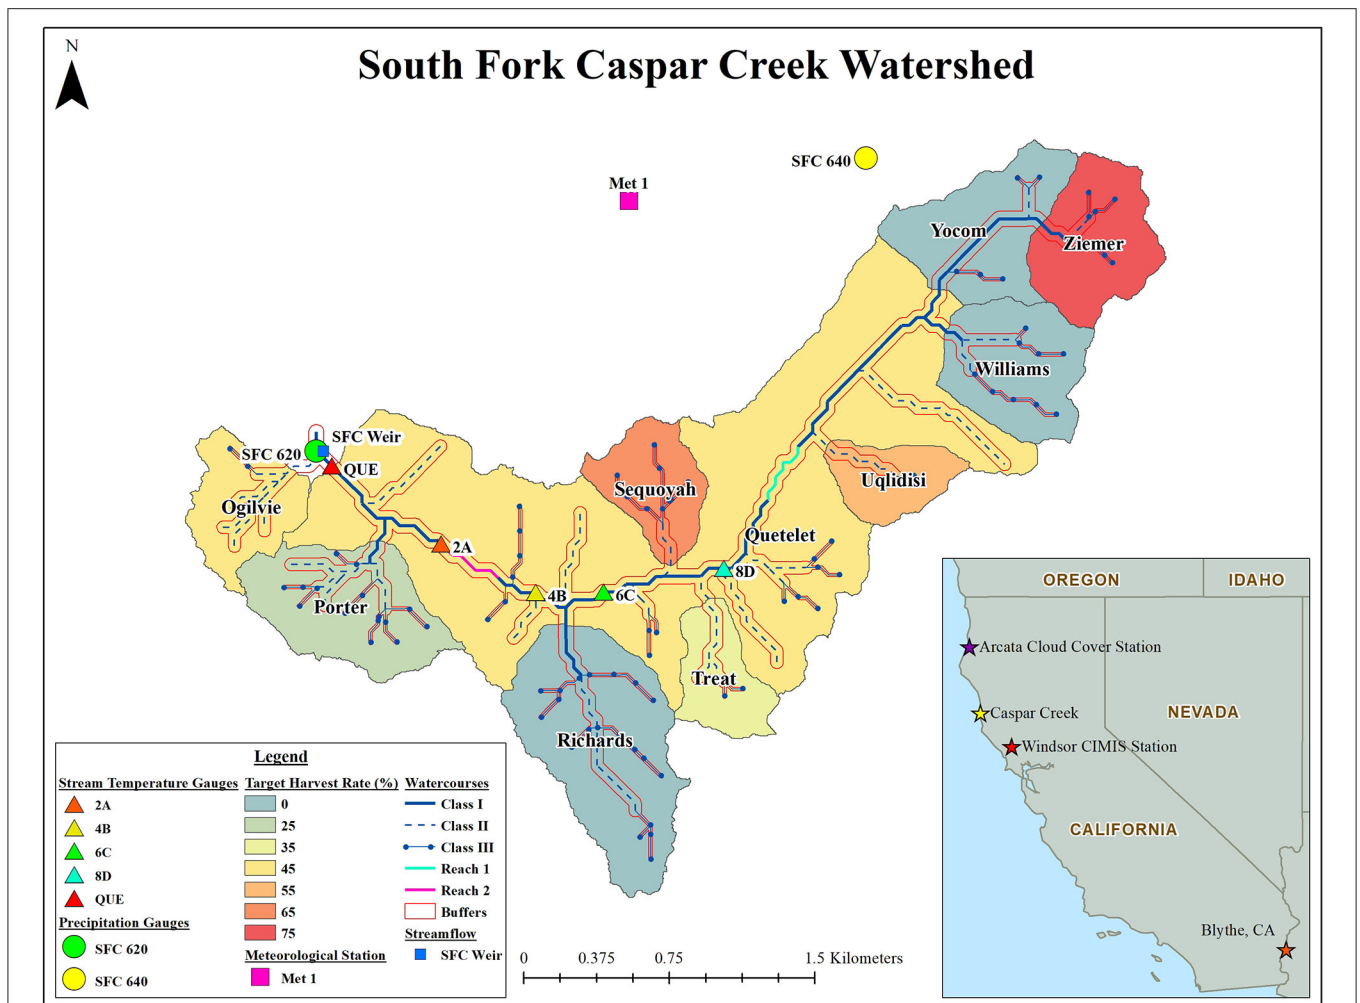 South Fork Caspar Creek Watershed
N
SFC 640
Met 1
Yocom
Ziemer
Williams
SFC Weir
SFC 620
QUE
Ogilvie
Sequoyah
Uqlidisi
Quetelet
2A
8D
4B
6C
Porter
Treat
Richards
Legend
Stream Temperature Gauges
2A
4B
6C
8D
QUE
Precipitation Gauges
SFC 620
SFC 640
Target Harvest Rate (%)
0
25
35
45
55
65
75
Meteorological Station
Met 1
Watercourses
Class I
Class II
Class III
Reach 1
Reach 2
Buffers
Streamflow
SFC Weir
0 0.375 0.75 1.5 Kilometers
OREGON
IDAHO
Arcata Cloud Cover Station
Caspar Creek
NEVADA
Windsor CIMIS Station
CALIFORNIA
Blythe, CA